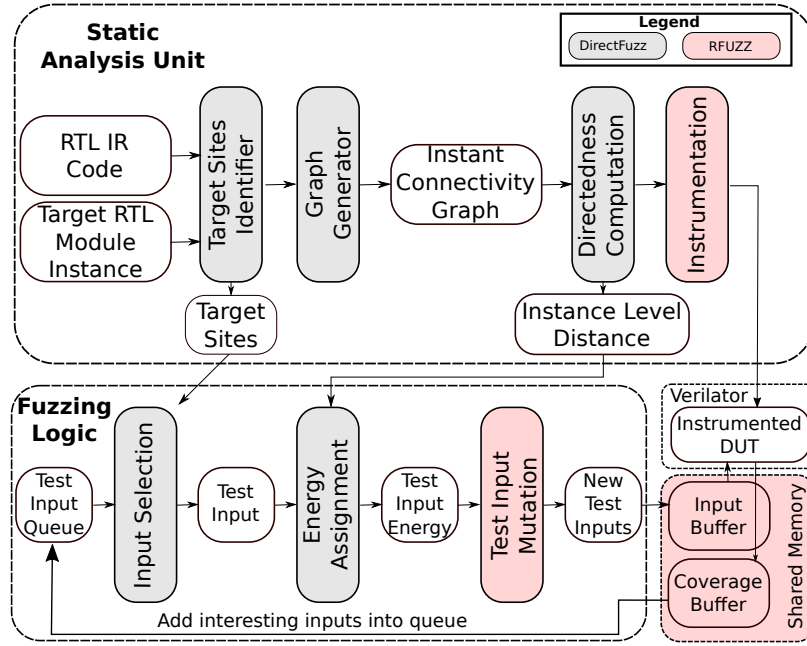 Legend
DirectFuzz
RFUZZ
Static
Analysis Unit
RTL IR
Code
Target RTL
Module
Instance
Target Sites
Identifier
Graph
Generator
Instant
Connectivity
Graph
Directedness
Computation
Instrumentation
Target
Sites
Instance Level
Distance
Fuzzing
Logic
Test
Input
Queue
Input Selection
Test
Input
Energy
Assignment
Test
Input
Energy
Test Input
Mutation
New
Test
Inputs
Verilator
Instrumented
DUT
Input
Buffer
Coverage
Buffer
Shared Memory
Add interesting inputs into queue